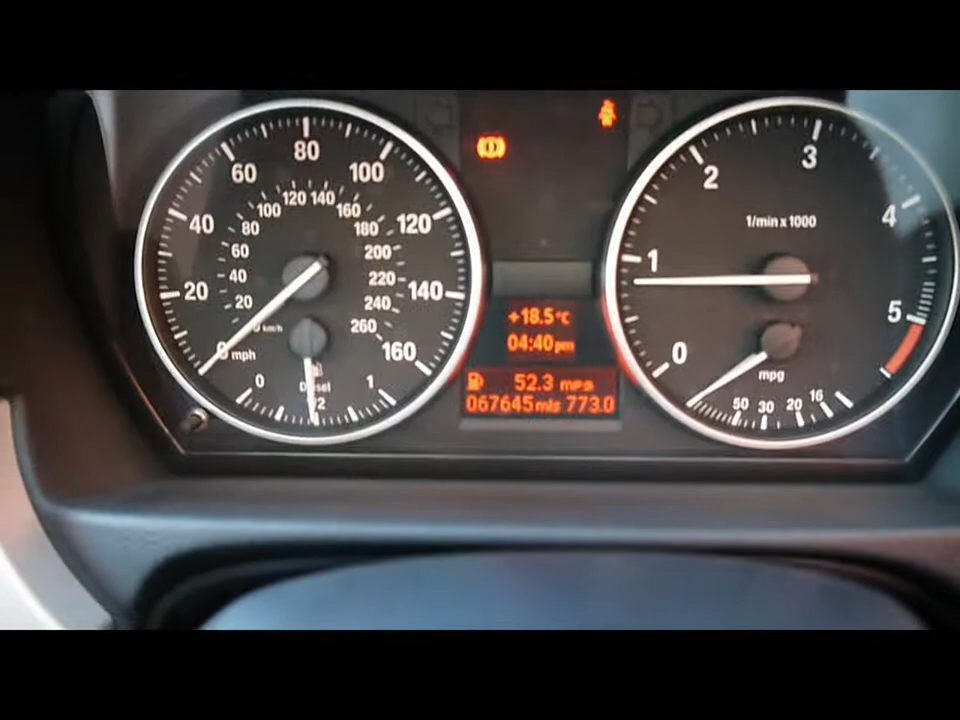 20 40 60 80 100 120 140 160
20 40 60 80 100 120 140 160 180 200 220 240 260
0 km/h
0 mph
0 1/2 1
Diesel
+18.5°C
04:40pm
52.3 mpg
067645mls 773.0
0 1 2 3 4 5
1/min x 1000
mpg
50 30 20 16